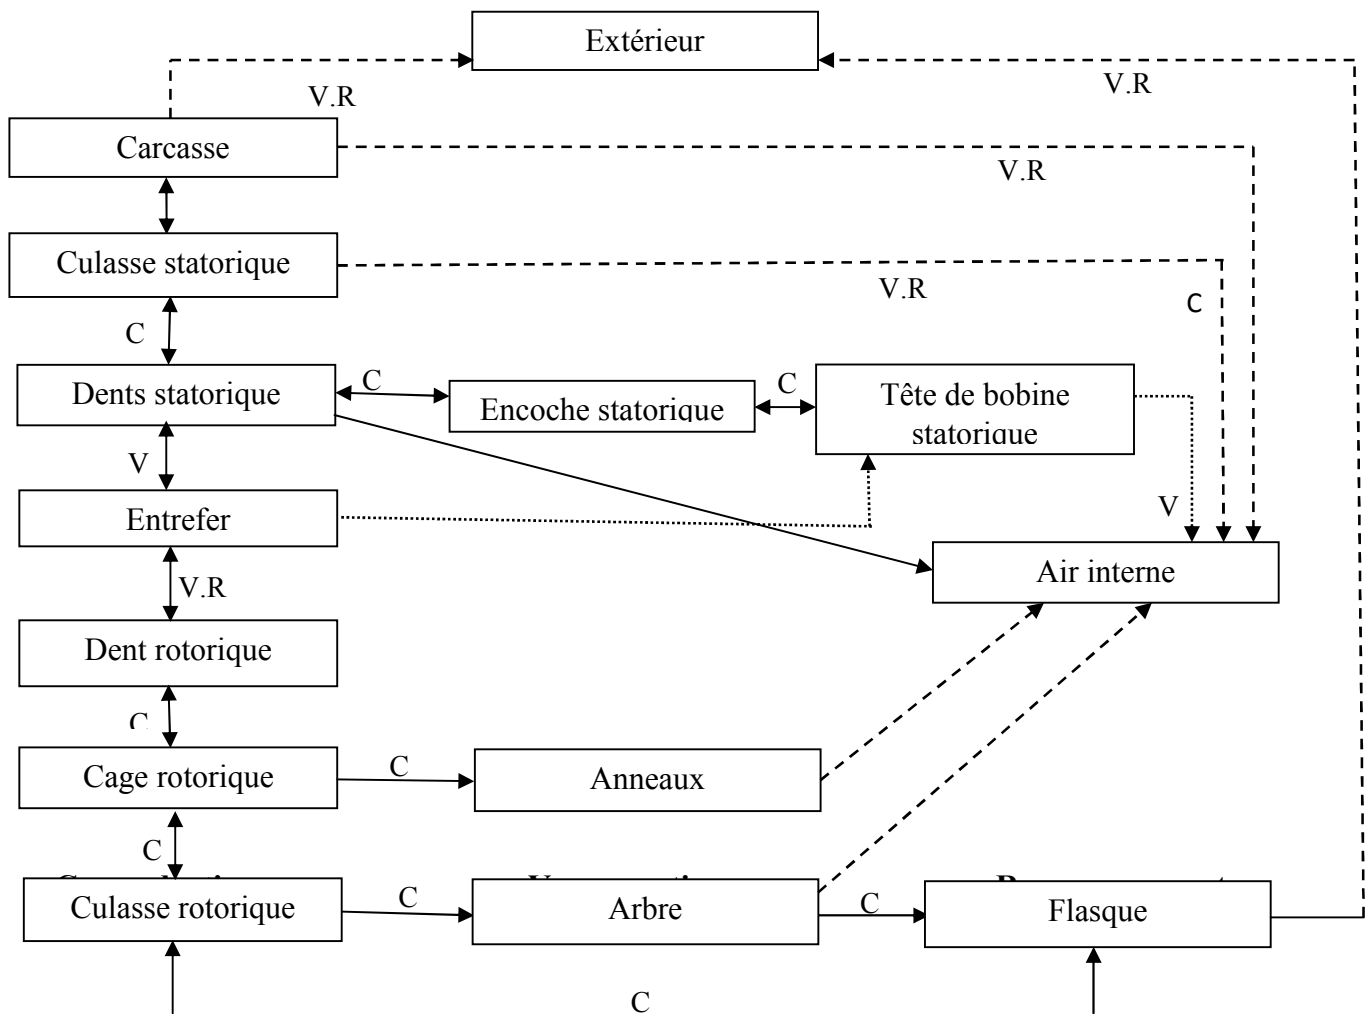 Extérieur
V.R
V.R
Carcasse
V.R
Culasse statorique
V.R
C
C
Dents statorique
C
Encoche statorique
C
Tête de bobine
statorique
V
Entrefer
V
Air interne
V.R
Dent rotorique
C
Cage rotorique
C
Anneaux
C
Culasse rotorique
C
Arbre
C
Flasque
C